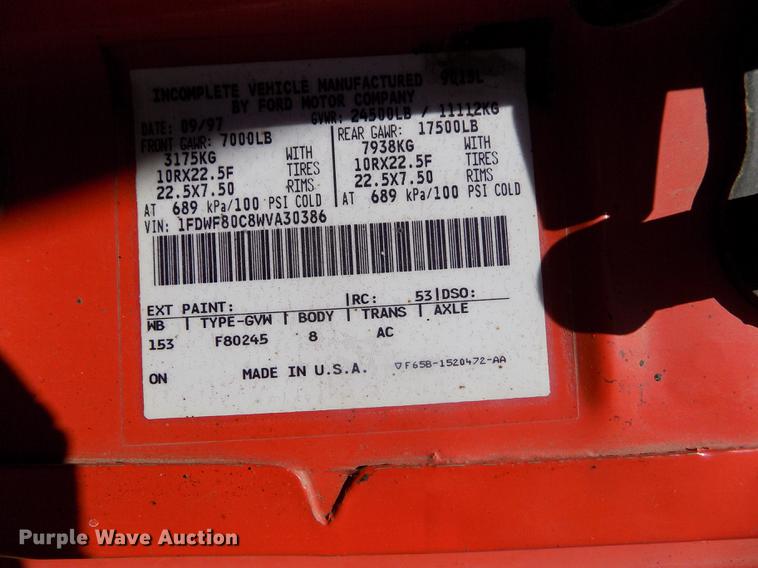 INCOMPLETE VEHICLE MANUFACTURED
BY FORD MOTOR COMPANY
DATE: 09/97 GVWR: 24500LB / 11112KG
FRONT GAWR: 7000LB REAR GAWR: 17500LB
3175KG WITH 7938KG WITH
10RX22.5F TIRES 10RX22.5F TIRES
22.5X7.50 RIMS 22.5X7.50 RIMS
AT 689 kPa/100 PSI COLD AT 689 kPa/100 PSI COLD
VIN: 1FDWF80C8WVA30386
EXT PAINT: RC: 53 DSO:
WB TYPE-GVW BODY TRANS AXLE
153 F80245 8 AC
ON MADE IN U.S.A. F65B-1520472-AA
Purple Wave Auction